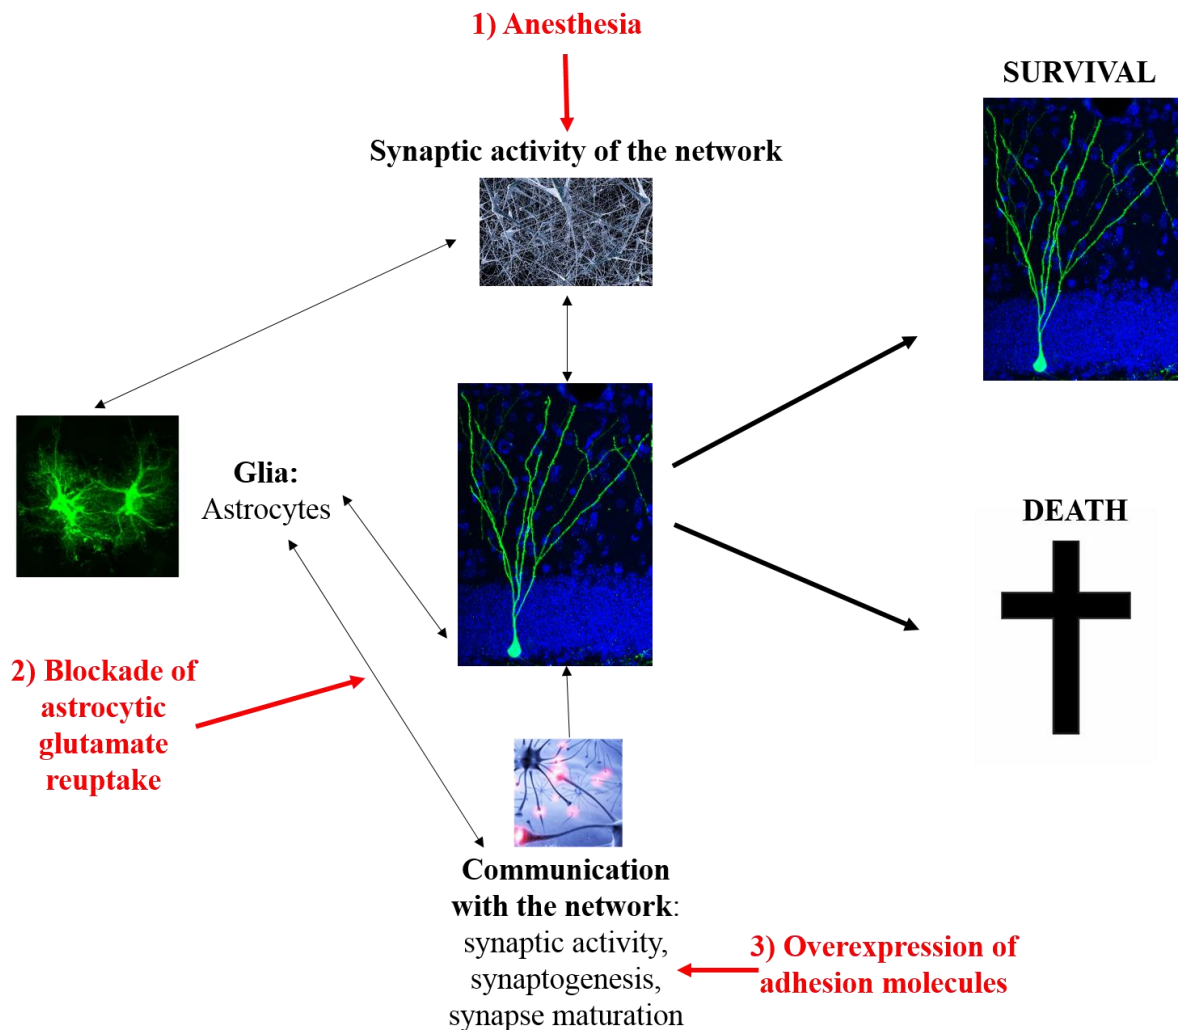 1) Anesthesia
SURVIVAL
Synaptic activity of the network
Glia:
Astrocytes
DEATH
2) Blockade of
astrocytic
glutamate
reuptake
Communication
with the network:
synaptic activity,
synaptogenesis,
synapse maturation
3) Overexpression of
adhesion molecules